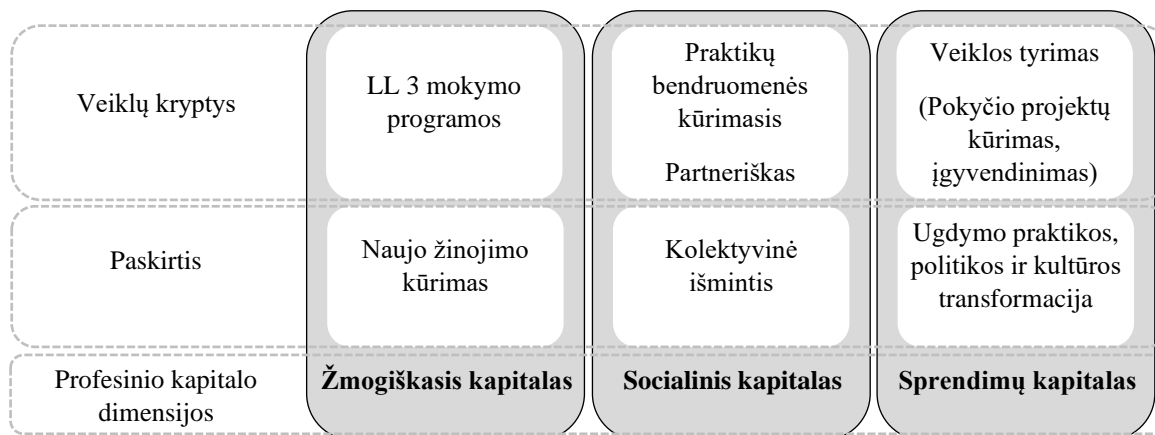 Veiklų kryptys
LL 3 mokymo
programos
Praktikų
bendruomenės
kūrimasis
Partneriškas
Veiklos tyrimas
(Pokyčio projektų
kūrimas,
įgyvendinimas)
Paskirtis
Naujo žinojimo
kūrimas
Kolektyvinė
išmintis
Ugdymo praktikos,
politikos ir kultūros
transformacija
Profesinio kapitalo
dimensijos
Žmogiškasis kapitalas
Socialinis kapitalas
Sprendimų kapitalas